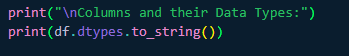 print("\nColumns and their Data Types:")
print(df.dtypes.to_string())